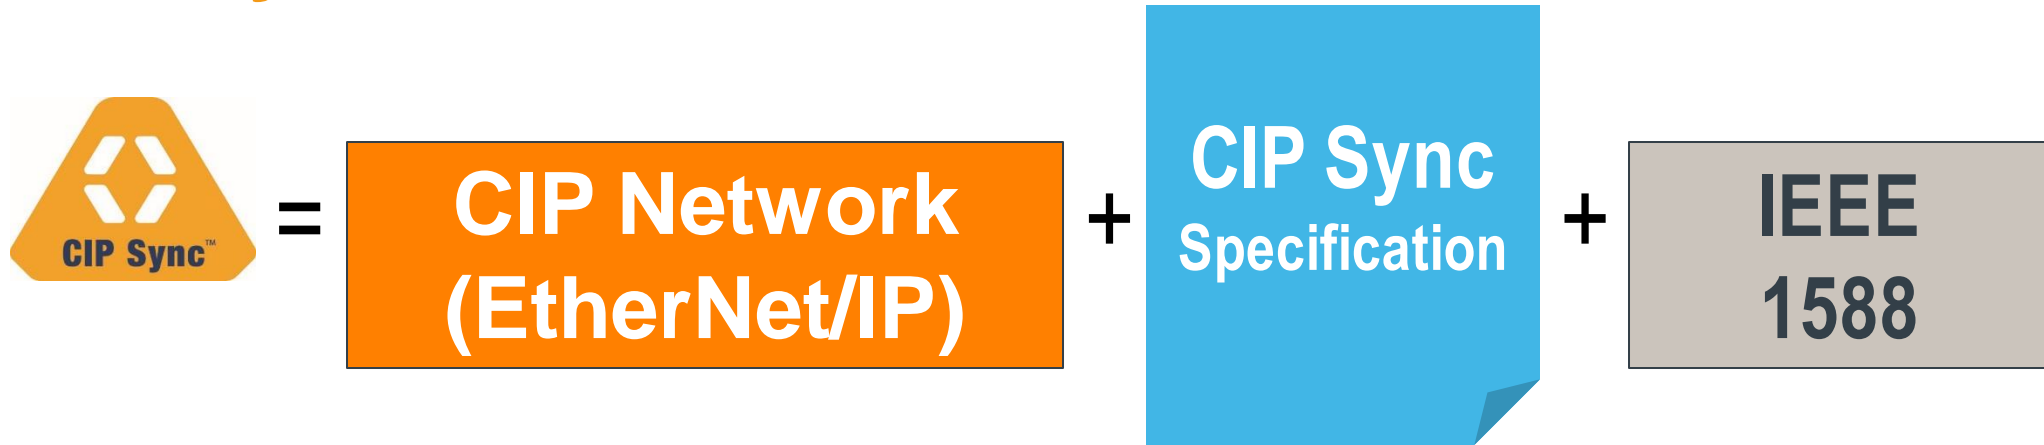 CIP Sync™
=
CIP Network
(EtherNet/IP)
+
CIP Sync
Specification
+
IEEE
1588